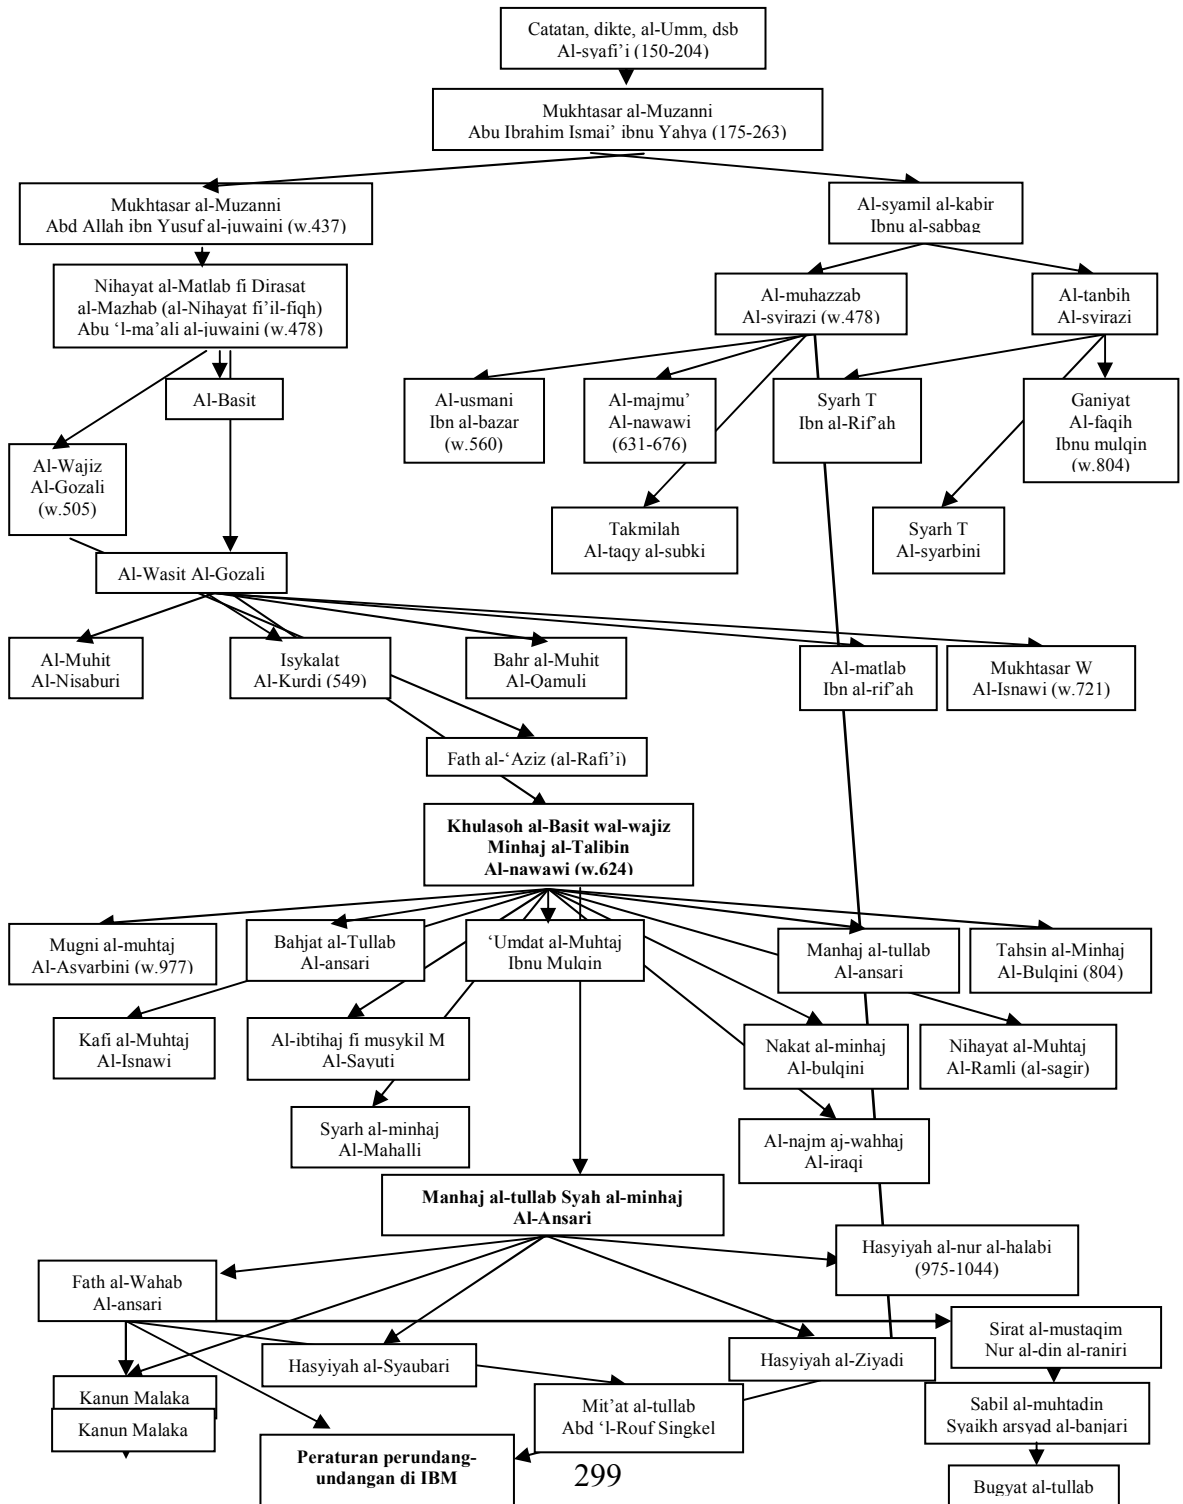 Catatan, dikte, al-Umm, dsb
Al-syafi’i (150-204)
Mukhtasar al-Muzanni
Abu Ibrahim Ismai’ ibnu Yahya (175-263)
Mukhtasar al-Muzanni
Abd Allah ibn Yusuf al-juwaini (w.437)
Al-syamil al-kabir
Ibnu al-sabbag
Nihayat al-Matlab fi Dirasat
al-Mazhab (al-Nihayat fi’il-fiqh)
Abu ‘l-ma’ali al-juwaini (w.478)
Al-muhazzab
Al-syirazi (w.478)
Al-tanbih
Al-syirazi
Al-Basit
Al-usmani
Ibn al-bazar
(w.560)
Al-majmu’
Al-nawawi
(631-676)
Syarh T
Ibn al-Rif’ah
Ganiyat
Al-faqih
Ibnu mulqin
(w.804)
Al-Wajiz
Al-Gozali
(w.505)
Takmilah
Al-taqy al-subki
Syarh T
Al-syarbini
Al-Wasit Al-Gozali
Al-Muhit
Al-Nisaburi
Isykalat
Al-Kurdi (549)
Bahr al-Muhit
Al-Qamuli
Al-matlab
Ibn al-rif’ah
Mukhtasar W
Al-Isnawi (w.721)
Fath al-‘Aziz (al-Rafi’i)
Khulasoh al-Basit wal-wajiz
Minhaj al-Talibin
Al-nawawi (w.624)
Mugni al-muhtaj
Al-Asyarbini (w.977)
Bahjat al-Tullab
Al-ansari
‘Umdat al-Muhtaj
Ibnu Mulqin
Manhaj al-tullab
Al-ansari
Tahsin al-Minhaj
Al-Bulqini (804)
Kafi al-Muhtaj
Al-Isnawi
Al-ibtihaj fi musykil M
Al-Sayuti
Nakat al-minhaj
Al-bulqini
Nihayat al-Muhtaj
Al-Ramli (al-sagir)
Syarh al-minhaj
Al-Mahalli
Al-najm aj-wahhaj
Al-iraqi
Manhaj al-tullab Syah al-minhaj
Al-Ansari
Hasyiyah al-nur al-halabi
(975-1044)
Fath al-Wahab
Al-ansari
Sirat al-mustaqim
Nur al-din al-raniri
Hasyiyah al-Syaubari
Hasyiyah al-Ziyadi
Kanun Malaka
Kanun Malaka
Mit’at al-tullab
Abd ‘l-Rouf Singkel
Sabil al-muhtadin
Syaikh arsyad al-banjari
Peraturan perundang-
undangan di IBM
299
Bugyat al-tullab